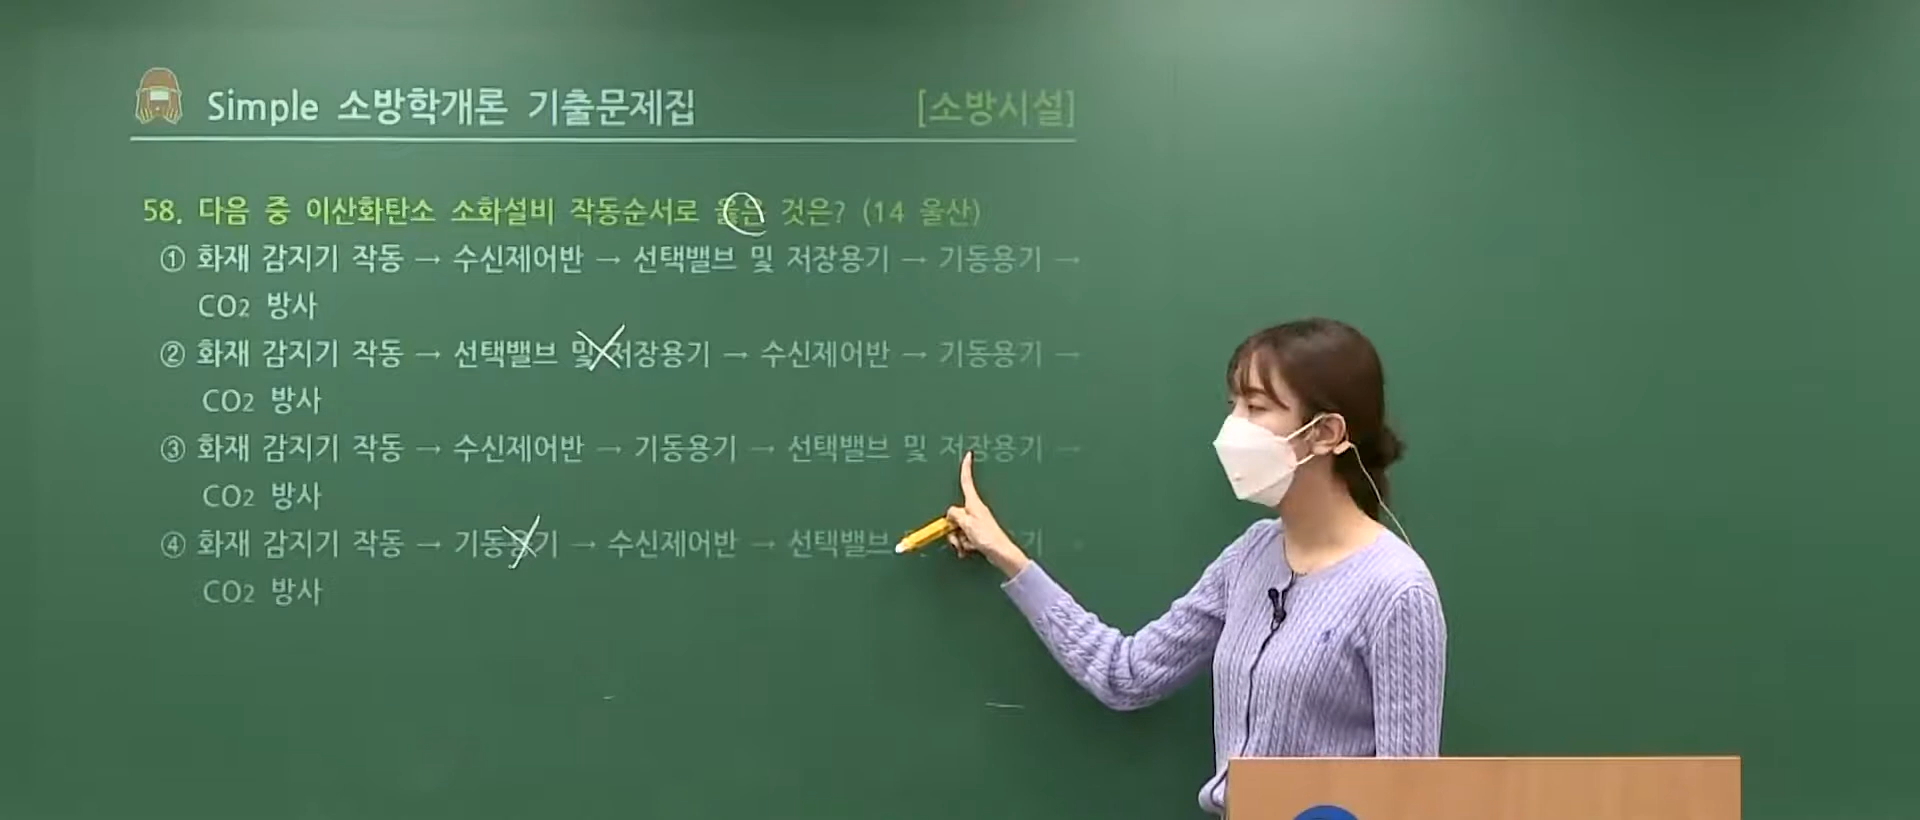 Simple 소방학개론 기출문제집 [소방시설]
58. 다음 중 이산화탄소 소화설비 작동순서로 옳은 것은? (14 울산)
① 화재 감지기 작동 → 수신제어반 → 선택밸브 및 저장용기 → 기동용기 →
CO2 방사
② 화재 감지기 작동 → 선택밸브 및 저장용기 → 수신제어반 → 기동용기 →
CO2 방사
③ 화재 감지기 작동 → 수신제어반 → 기동용기 → 선택밸브 및 저장용기 →
CO2 방사
④ 화재 감지기 작동 → 기동용기 → 수신제어반 → 선택밸브
CO2 방사